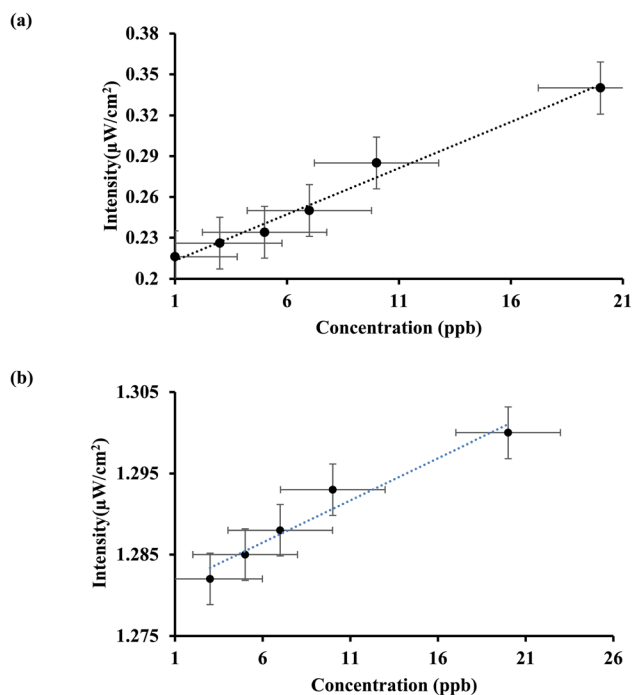 (a)
Intensity(µW/cm²)
0.38
0.35
0.32
0.29
0.26
0.23
0.2
1 6 11 16 21
Concentration (ppb)
(b)
Intensity(µW/cm²)
1.305
1.295
1.285
1.275
1 6 11 16 21 26
Concentration (ppb)